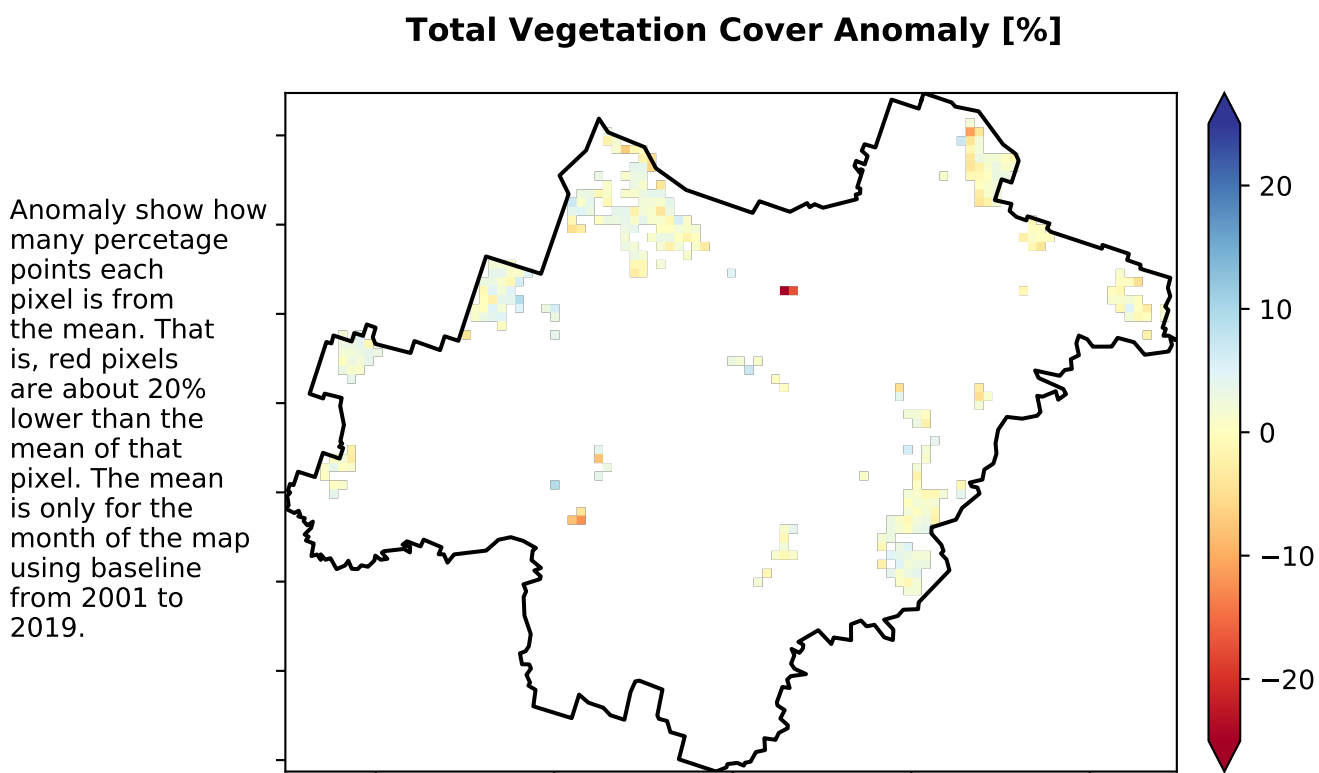 Total Vegetation Cover Anomaly [%]
Anomaly show how
many percetage
points each
pixel is from
the mean. That
is, red pixels
are about 20%
lower than the
mean of that
pixel. The mean
is only for the
month of the map
using baseline
from 2001 to
2019.
20
10
0
−10
−20